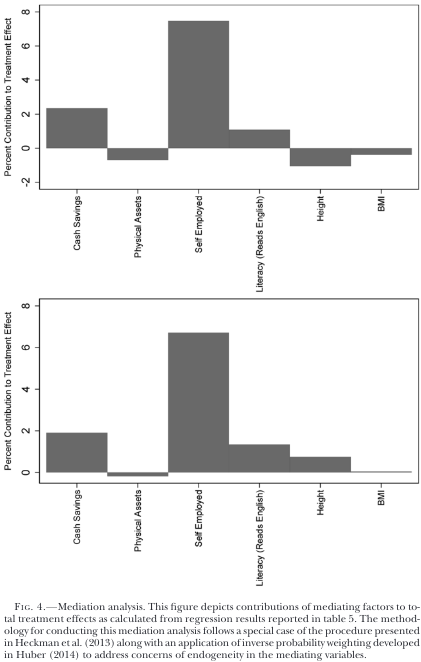 Percent Contribution to Treatment Effect
8
6
4
2
0
-2
Cash Savings
Physical Assets
Self Employed
Literacy (Reads English)
Height
BMI
Percent Contribution to Treatment Effect
8
6
4
2
0
Cash Savings
Physical Assets
Self Employed
Literacy (Reads English)
Height
BMI
FIG. 4.—Mediation analysis. This figure depicts contributions of mediating factors to to-
tal treatment effects as calculated from regression results reported in table 5. The method-
ology for conducting this mediation analysis follows a special case of the procedure presented
in Heckman et al. (2013) along with an application of inverse probability weighting developed
in Huber (2014) to address concerns of endogeneity in the mediating variables.